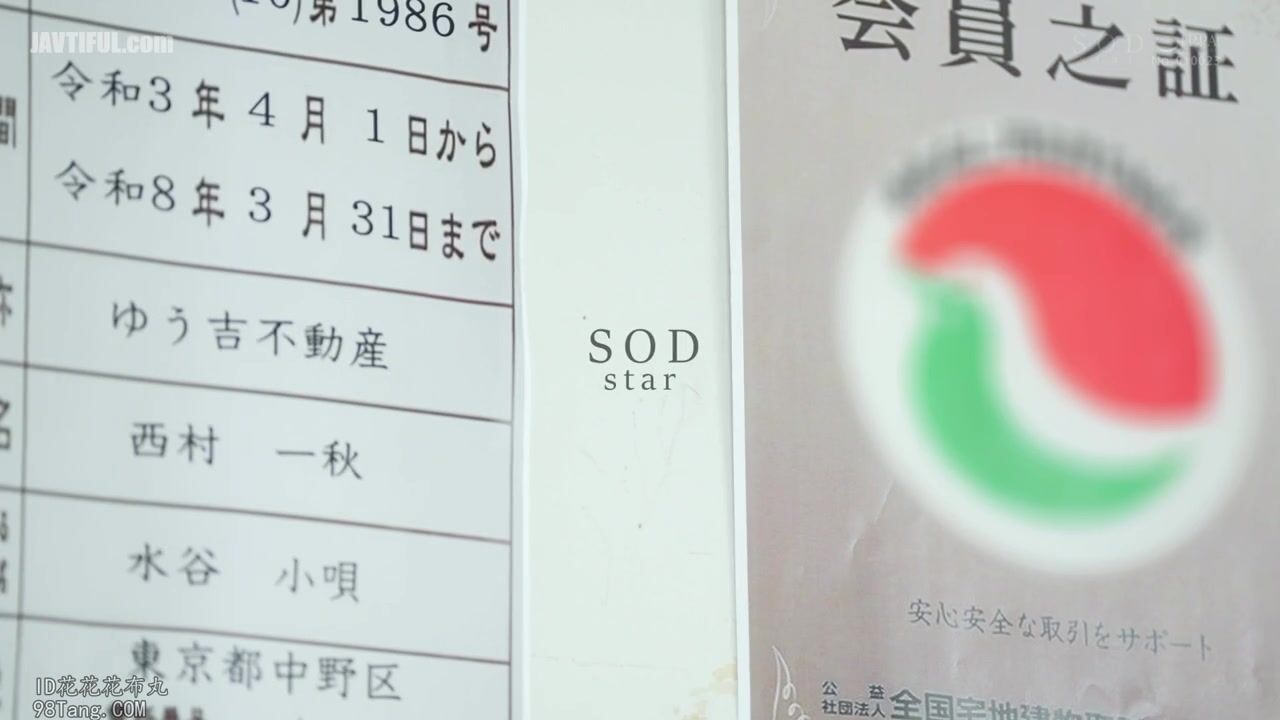 JAVTIFUL.com
第1986号
令和3年4月1日から
間
令和8年3月31日まで
ゆう吉不動産
名
西村 一秋
水谷 小唄
東京都中野区
SOD
star
会員之証
SOD
安心安全な取引をサポート
公益
社団法人
全国宅地建物取
ID花花花布丸
98Tang.COM